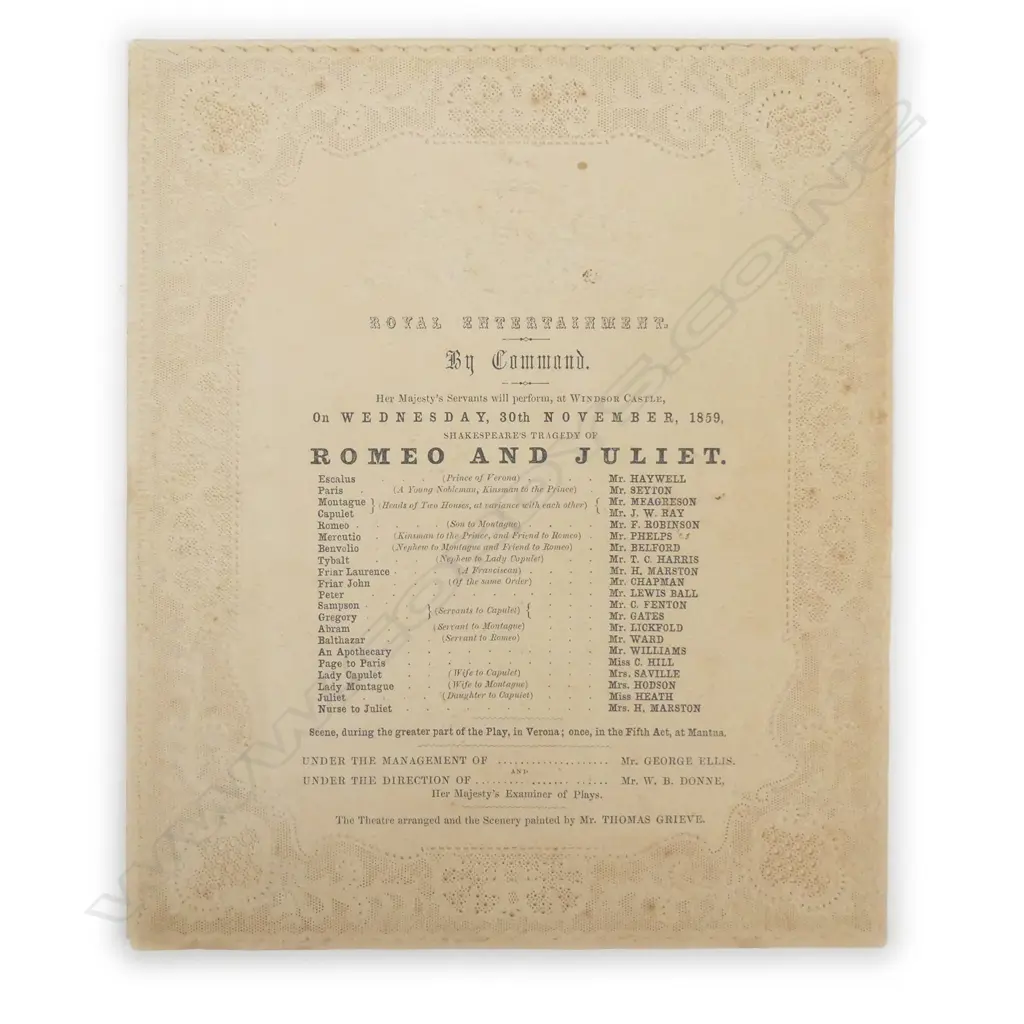 ROYAL ENTERTAINMENT.
By Command.
Her Majesty's Servants will perform, at WINDSOR CASTLE,
On WEDNESDAY, 30th NOVEMBER, 1859,
SHAKESPEARE'S TRAGEDY OF
ROMEO AND JULIET.
Escalus . (Prince of Verona) . . . . Mr. HAYWELL
Paris . (A Young Nobleman, Kinsman to the Prince) . Mr. SEYTON
Montague } (Heads of Two Houses, at variance with each other) { Mr. MEAGRESON
Capulet Mr. J. W. RAY
Romeo . . . . . (Son to Montague) . . . . Mr. F. ROBINSON
Mercutio . (Kinsman to the Prince, and Friend to Romeo) . Mr. PHELPS
Benvolio . (Nephew to Montague and Friend to Romeo) . Mr. BELFORD
Tybalt . . . . (Nephew to Lady Capulet) . . . Mr. T. C. HARRIS
Friar Laurence . . . . (A Franciscan) . . . . Mr. H. MARSTON
Friar John . . . . (Of the same Order) . . . Mr. CHAPMAN
Peter . . . . . . . . . . . Mr. LEWIS BALL
Sampson . . . } (Servants to Capulet) { . . . Mr. C. FENTON
Gregory . . . . . . Mr. GATES
Abram . . . . (Servant to Montague) . . . Mr. LICKFOLD
Balthazar . . . . (Servant to Romeo) . . . Mr. WARD
An Apothecary . . . . . . . . . Mr. WILLIAMS
Page to Paris . . . . . . . . . Miss C. HILL
Lady Capulet . . (Wife to Capulet) . . . Mrs. SAVILLE
Lady Montague . . (Wife to Montague) . . . Mrs. HODSON
Juliet . . . . (Daughter to Capulet) . . . Miss HEATH
Nurse to Juliet . . . . . . . . . Mrs. H. MARSTON
Scene, during the greater part of the Play, in Verona; once, in the Fifth Act, at Mantua.
UNDER THE MANAGEMENT OF .................... Mr. GEORGE ELLIS.
AND
UNDER THE DIRECTION OF ........................ Mr. W. B. DONNE,
Her Majesty's Examiner of Plays.
The Theatre arranged and the Scenery painted by Mr. THOMAS GRIEVE.